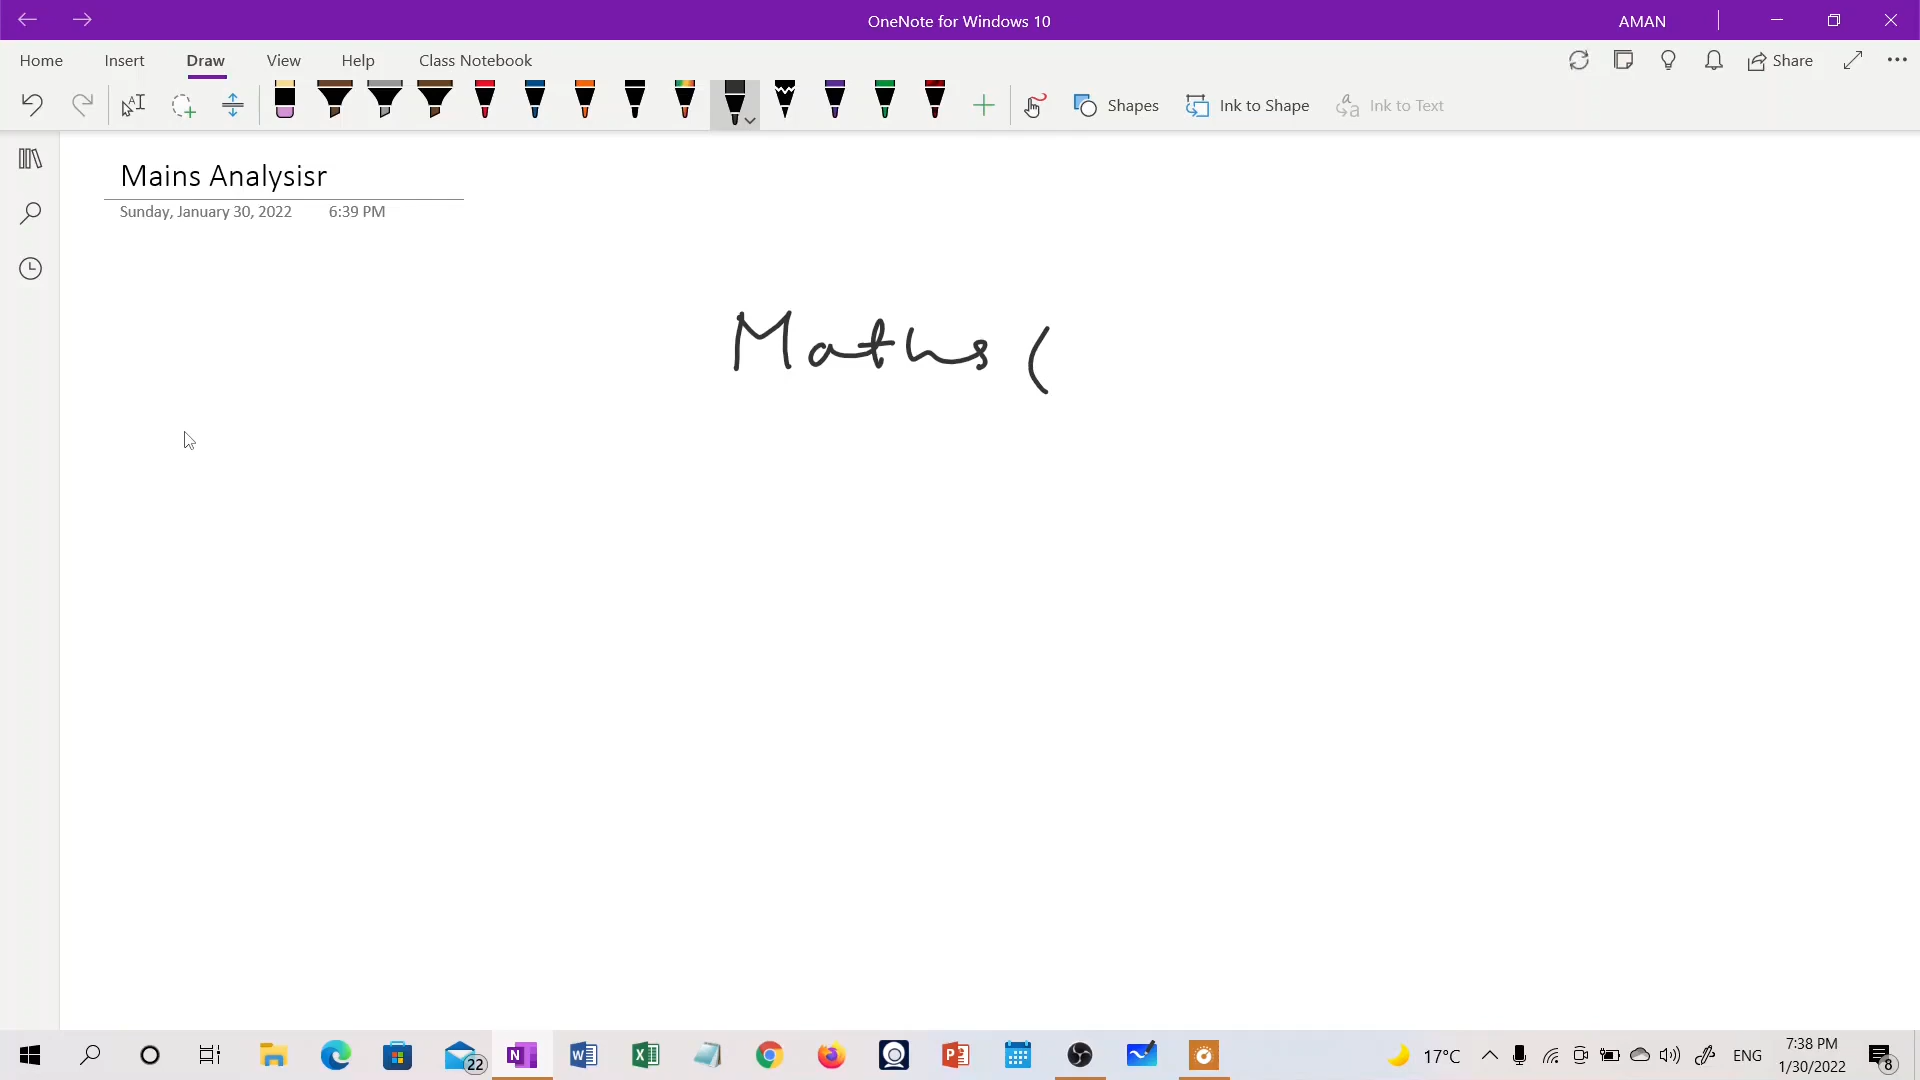 OneNote for Windows 10
AMAN
Home Insert Draw View Help Class Notebook
Share
Shapes Ink to Shape Ink to Text
Mains Analysisr
Sunday, January 30, 2022 6:39 PM
Maths (
22
17°C
ENG
7:38 PM
1/30/2022
8